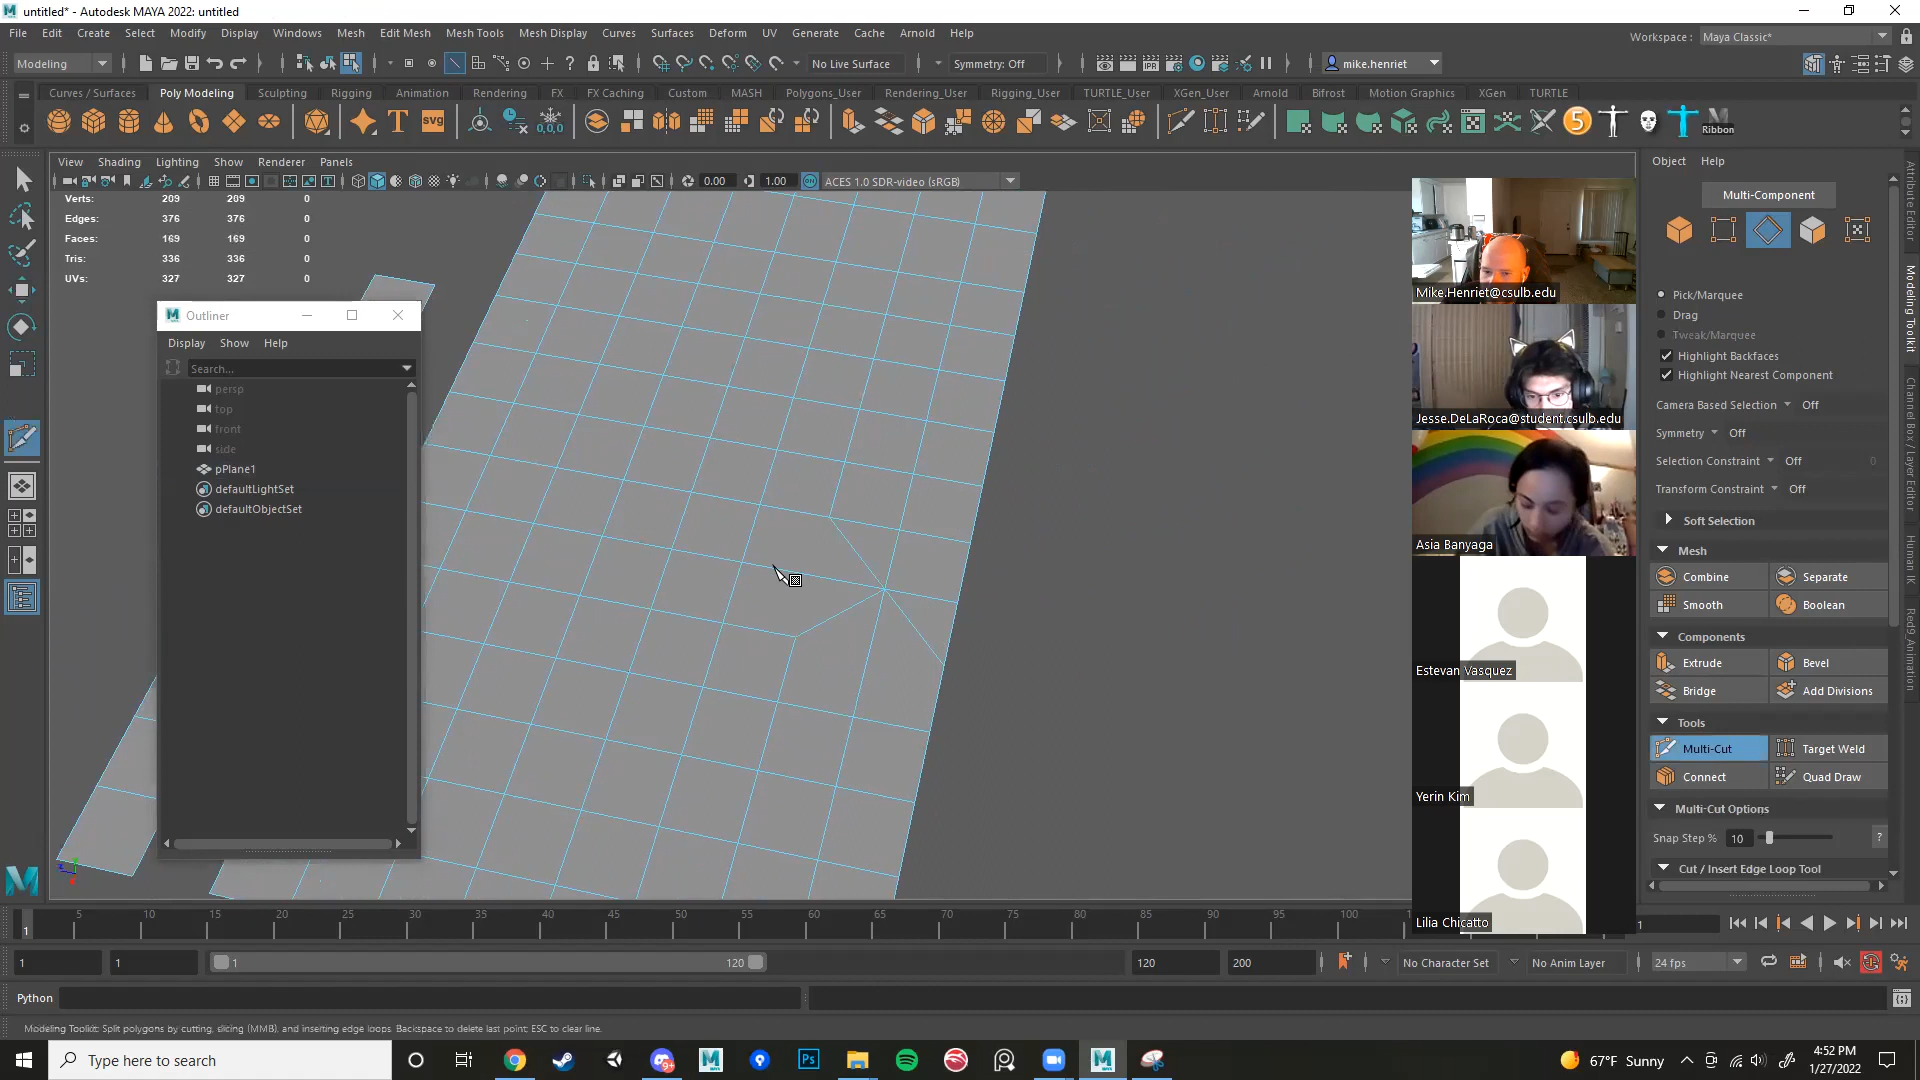 untitled* - Autodesk MAYA 2022: untitled
File Edit Create Select Modify Display Windows Mesh Edit Mesh Mesh Tools Mesh Display Curves Surfaces Deform UV Generate Cache Arnold Help
Workspace : Maya Classic*
Modeling No Live Surface Symmetry: Off mike.henriet
Curves / Surfaces Poly Modeling Sculpting Rigging Animation Rendering FX FX Caching Custom MASH Polygons_User Rendering_User Rigging_User TURTLE_User XGen_User Arnold Bifrost Motion Graphics XGen TURTLE
T SVG 0,0,0 5 Ribbon
View Shading Lighting Show Renderer Panels
0.00 1.00 ACES 1.0 SDR-video (sRGB)
Verts: 209 209 0
Edges: 376 376 0
Faces: 169 169 0
Tris: 336 336 0
UVs: 327 327 0
Outliner
Display Show Help
Search...
persp
top
front
side
pPlane1
defaultLightSet
defaultObjectSet
Mike.Henriet@csulb.edu
Jesse.DeLaRoca@student.csulb.edu
Asia Banyaga
Estevan Vasquez
Yerin Kim
Lilia Chicatto
Object Help
Multi-Component
Pick/Marquee
Drag
Tweak/Marquee
Highlight Backfaces
Highlight Nearest Component
Camera Based Selection Off
Symmetry Off
Selection Constraint Off 0
Transform Constraint Off
Soft Selection
Mesh
Combine Separate
Smooth Boolean
Components
Extrude Bevel
Bridge Add Divisions
Tools
Multi-Cut Target Weld
Connect Quad Draw
Multi-Cut Options
Snap Step % 10 ?
Cut / Insert Edge Loop Tool
Attribute Editor
Modeling Toolkit
Channel Box / Layer Editor
Human IK
Red9_Animation
5 10 15 20 25 30 35 40 45 50 55 60 65 70 75 80 85 90 95 100
1 1
1 1 1 120 120 200 No Character Set No Anim Layer 24 fps
Python
Modeling Toolkit: Split polygons by cutting, slicing (MMB), and inserting edge loops. Backspace to delete last point; ESC to clear line.
Type here to search
9+ Ps 67°F Sunny
4:52 PM
1/27/2022